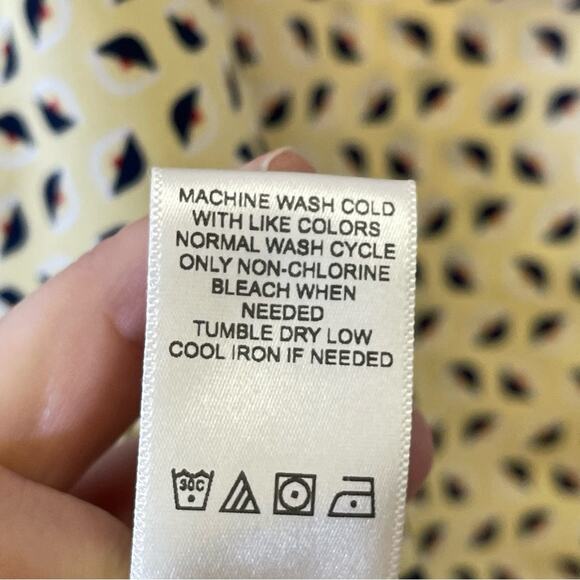 MACHINE WASH COLD
WITH LIKE COLORS
NORMAL WASH CYCLE
ONLY NON-CHLORINE
BLEACH WHEN
NEEDED
TUMBLE DRY LOW
COOL IRON IF NEEDED
30C